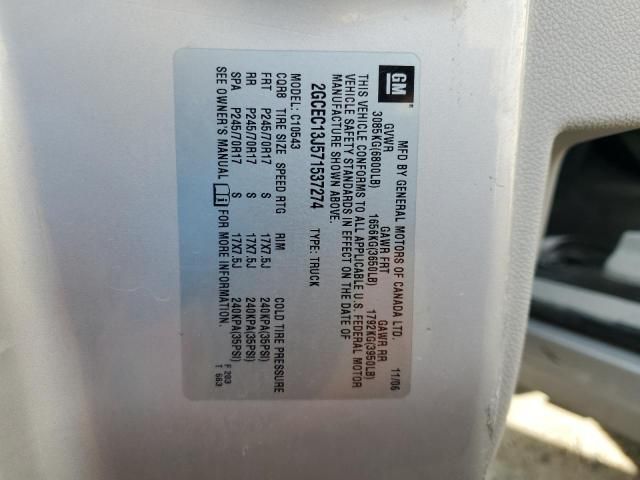 GM
MFD BY GENERAL MOTORS OF CANADA LTD. 11/06
GVWR GAWR FRT GAWR RR
3085KG(6800LB) 1656KG(3650LB) 1792KG(3950LB)
THIS VEHICLE CONFORMS TO ALL APPLICABLE U.S. FEDERAL MOTOR
VEHICLE SAFETY STANDARDS IN EFFECT ON THE DATE OF
MANUFACTURE SHOWN ABOVE.
2GCEC13J571537274 TYPE: TRUCK
MODEL: C10543
CQR8 TIRE SIZE SPEED RTG RIM COLD TIRE PRESSURE
FRT P245/70R17 S 17X7.5J 240KPA(35PSI)
RR P245/70R17 S 17X7.5J 240KPA(35PSI)
SPA P245/70R17 S 17X7.5J 240KPA(35PSI)
SEE OWNER'S MANUAL i FOR MORE INFORMATION.
F 203
T 663